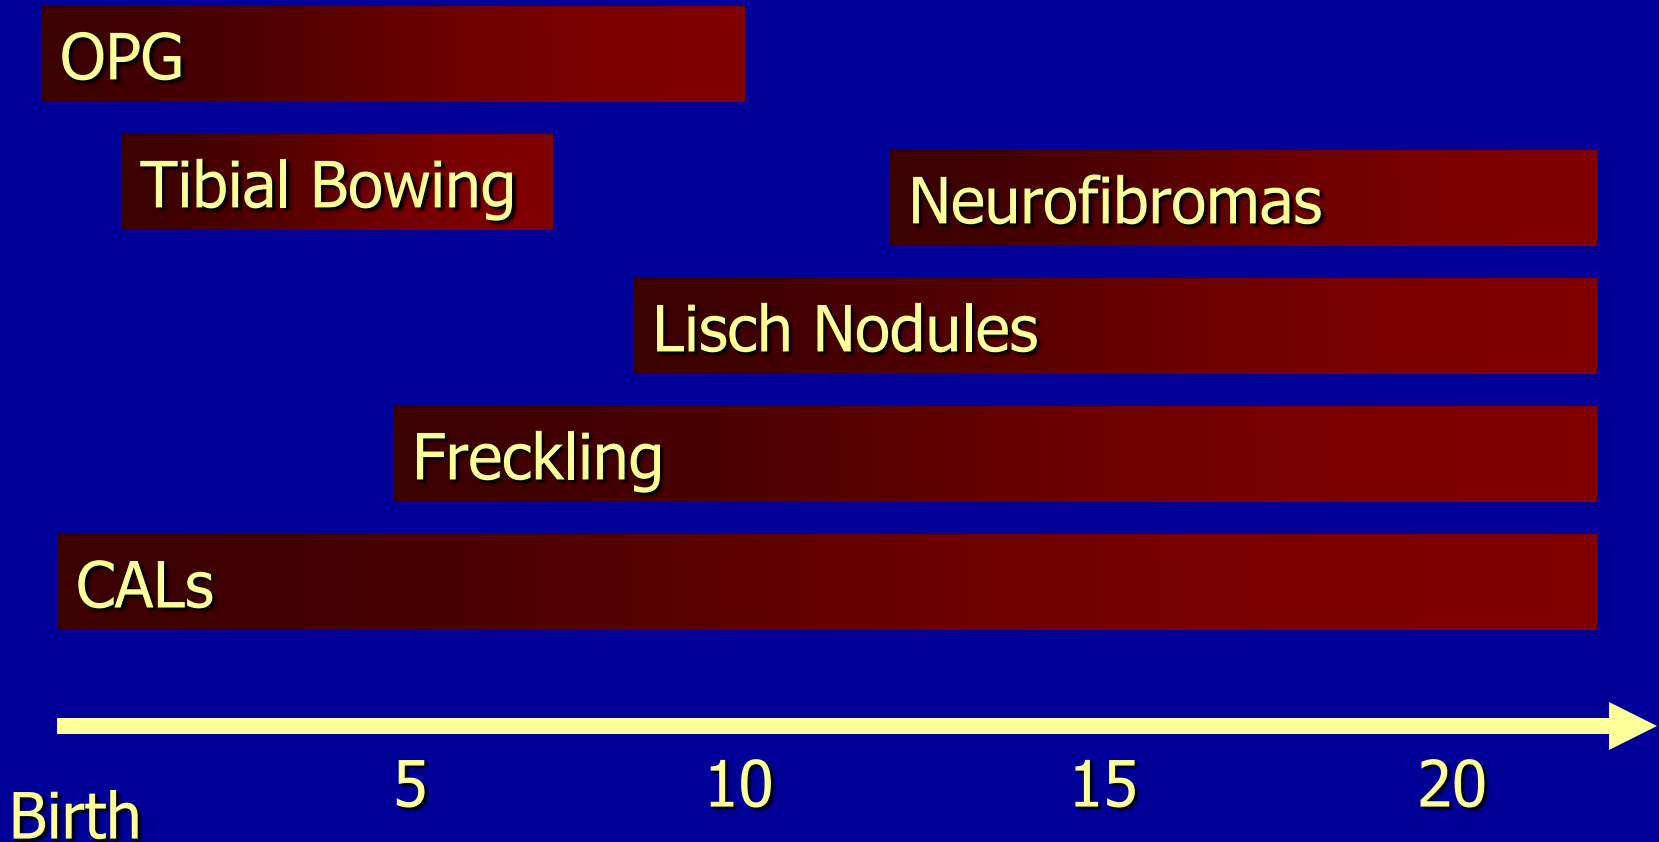 OPG
Tibial Bowing
Neurofibromas
Lisch Nodules
Freckling
CALs
5 10 15 20
Birth